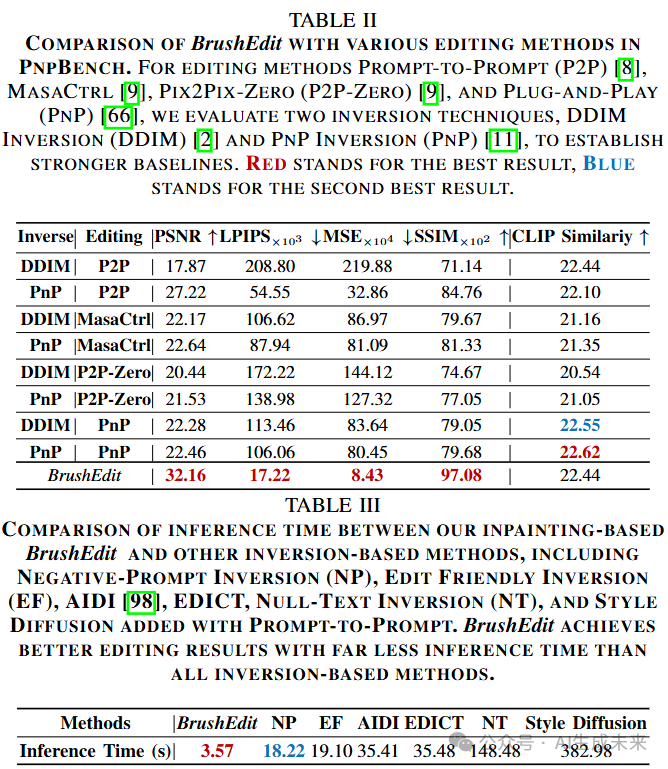 TABLE II
COMPARISON OF BrushEdit WITH VARIOUS EDITING METHODS IN
PNPBENCH. FOR EDITING METHODS PROMPT-TO-PROMPT (P2P) [8],
MASACTRL [9], PIX2PIX-ZERO (P2P-ZERO) [9], AND PLUG-AND-PLAY
(PNP) [66], WE EVALUATE TWO INVERSION TECHNIQUES, DDIM
INVERSION (DDIM) [2] AND PNP INVERSION (PNP) [11], TO ESTABLISH
STRONGER BASELINES. RED STANDS FOR THE BEST RESULT, BLUE
STANDS FOR THE SECOND BEST RESULT.
Inverse| Editing |PSNR ↑LPIPS×10³ ↓MSE×10⁴ ↓SSIM×10² ↑|CLIP Similariy ↑
DDIM | P2P | 17.87 208.80 219.88 71.14 | 22.44
PnP | P2P | 27.22 54.55 32.86 84.76 | 22.10
DDIM |MasaCtrl| 22.17 106.62 86.97 79.67 | 21.16
PnP |MasaCtrl| 22.64 87.94 81.09 81.33 | 21.35
DDIM |P2P-Zero| 20.44 172.22 144.12 74.67 | 20.54
PnP |P2P-Zero| 21.53 138.98 127.32 77.05 | 21.05
DDIM | PnP | 22.28 113.46 83.64 79.05 | 22.55
PnP | PnP | 22.46 106.06 80.45 79.68 | 22.62
BrushEdit | 32.16 17.22 8.43 97.08 | 22.44
TABLE III
COMPARISON OF INFERENCE TIME BETWEEN OUR INPAINTING-BASED
BrushEdit AND OTHER INVERSION-BASED METHODS, INCLUDING
NEGATIVE-PROMPT INVERSION (NP), EDIT FRIENDLY INVERSION
(EF), AIDI [98], EDICT, NULL-TEXT INVERSION (NT), AND STYLE
DIFFUSION ADDED WITH PROMPT-TO-PROMPT. BrushEdit ACHIEVES
BETTER EDITING RESULTS WITH FAR LESS INFERENCE TIME THAN
ALL INVERSION-BASED METHODS.
Methods |BrushEdit NP EF AIDI EDICT NT Style Diffusion
Inference Time (s)| 3.57 18.22 19.10 35.41 35.48 148.48 382.98
公众号 · AI生成未来